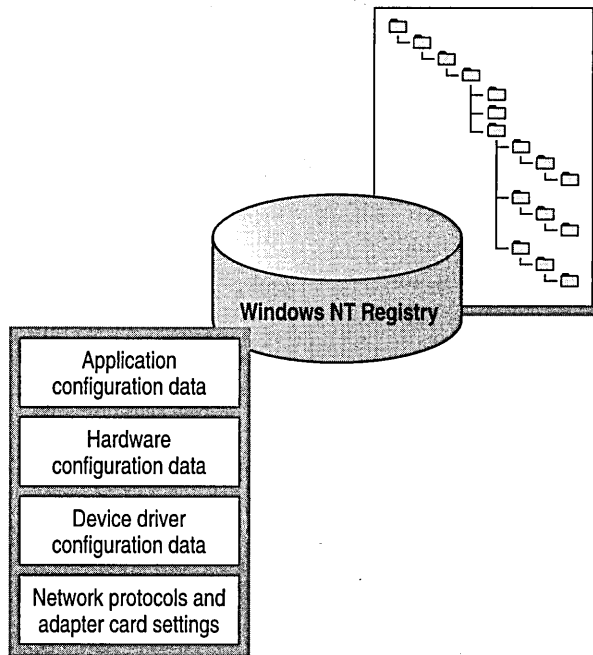 Windows NT Registry
Application
configuration data
Hardware
configuration data
Device driver
configuration data
Network protocols and
adapter card settings